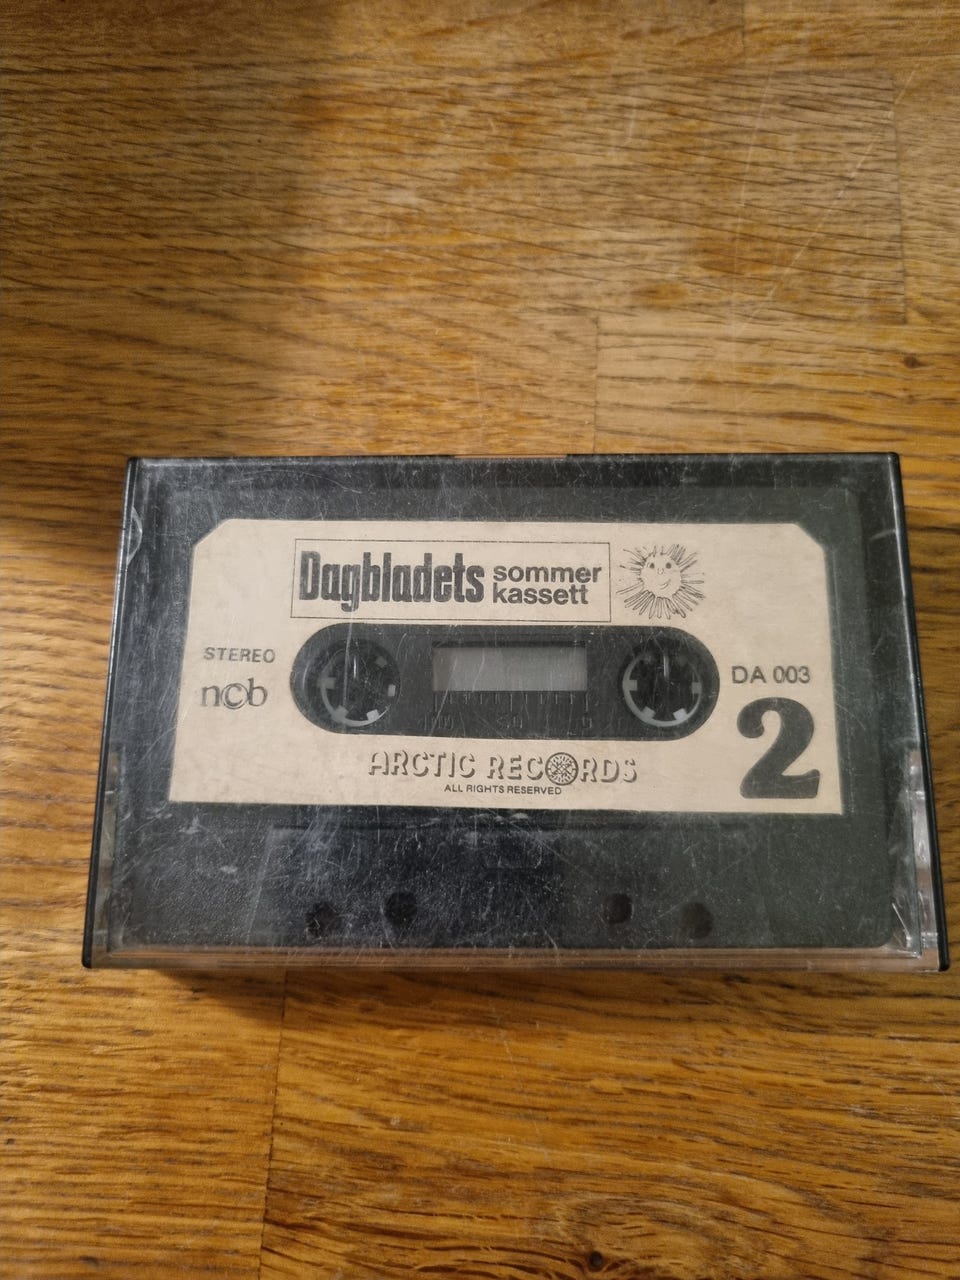 Dagbladets sommer kassett
STEREO
ncb
DA 003
2
ARCTIC RECORDS
ALL RIGHTS RESERVED